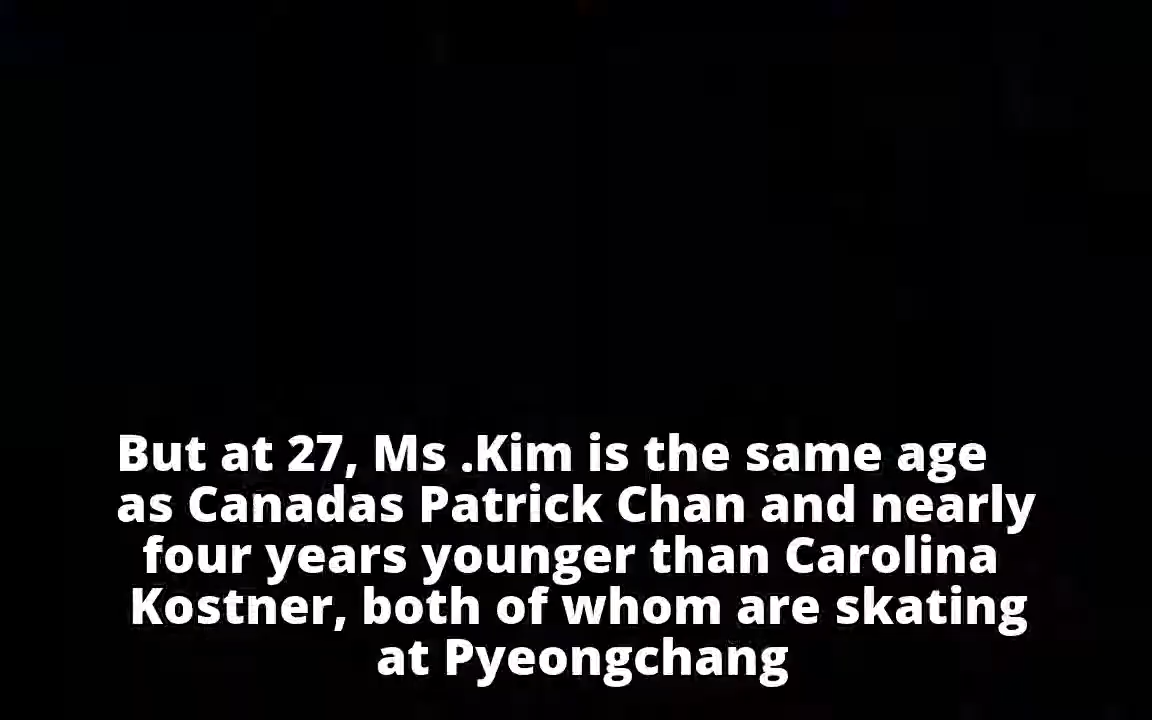 But at 27, Ms .Kim is the same age
as Canadas Patrick Chan and nearly
four years younger than Carolina
Kostner, both of whom are skating
at Pyeongchang